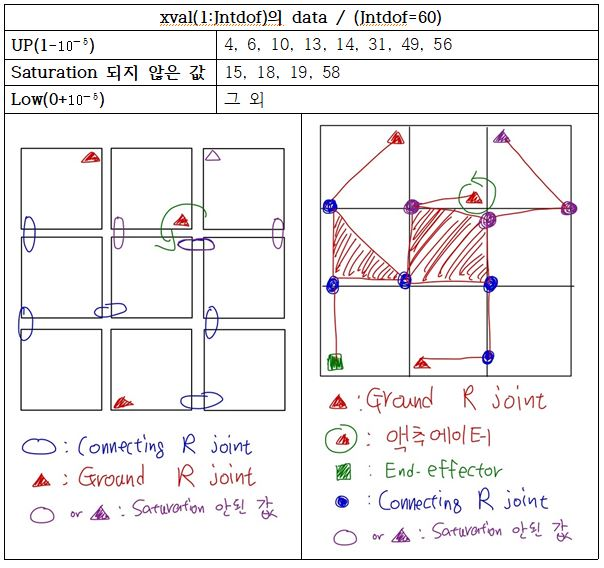 xval(1:Jntdof)의 data / (Jntdof=60)
UP(1-10⁻⁵) 4, 6, 10, 13, 14, 31, 49, 56
Saturation 되지 않은 값 15, 18, 19, 58
Low(0+10⁻⁵) 그 외
: Connecting R joint
: Ground R joint
or : Saturation 안된 값
: Ground R joint
: 액추에이터
: End-effector
: Connecting R joint
or : Saturation 안된 값